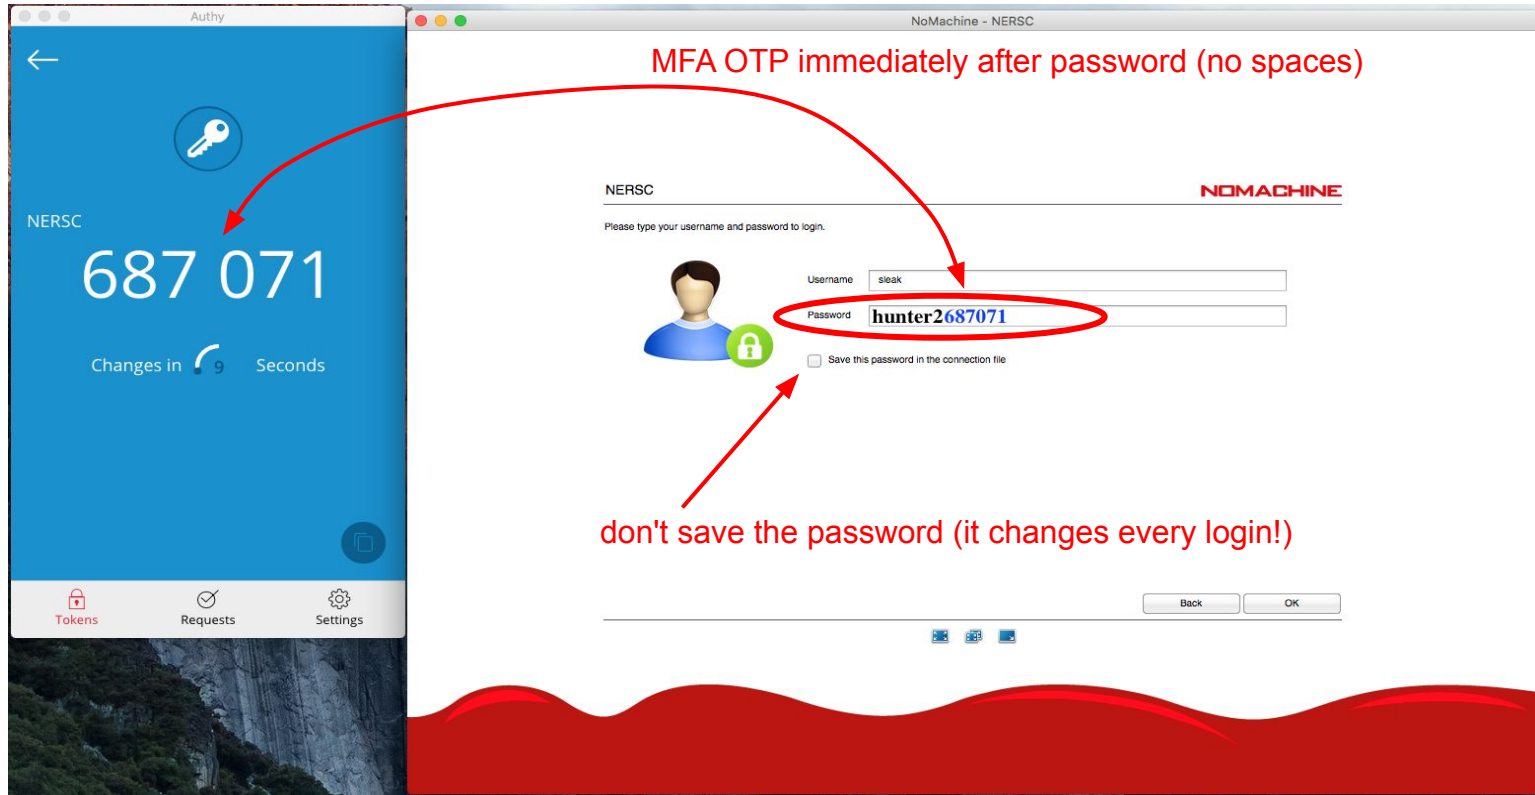 Authy
NERSC
687 071
Changes in 9 Seconds
Tokens
Requests
Settings
NoMachine - NERSC
MFA OTP immediately after password (no spaces)
NERSC
NOMACHINE
Please type your username and password to login.
Username
sleak
Password
hunter2687071
Save this password in the connection file
don't save the password (it changes every login!)
Back
OK